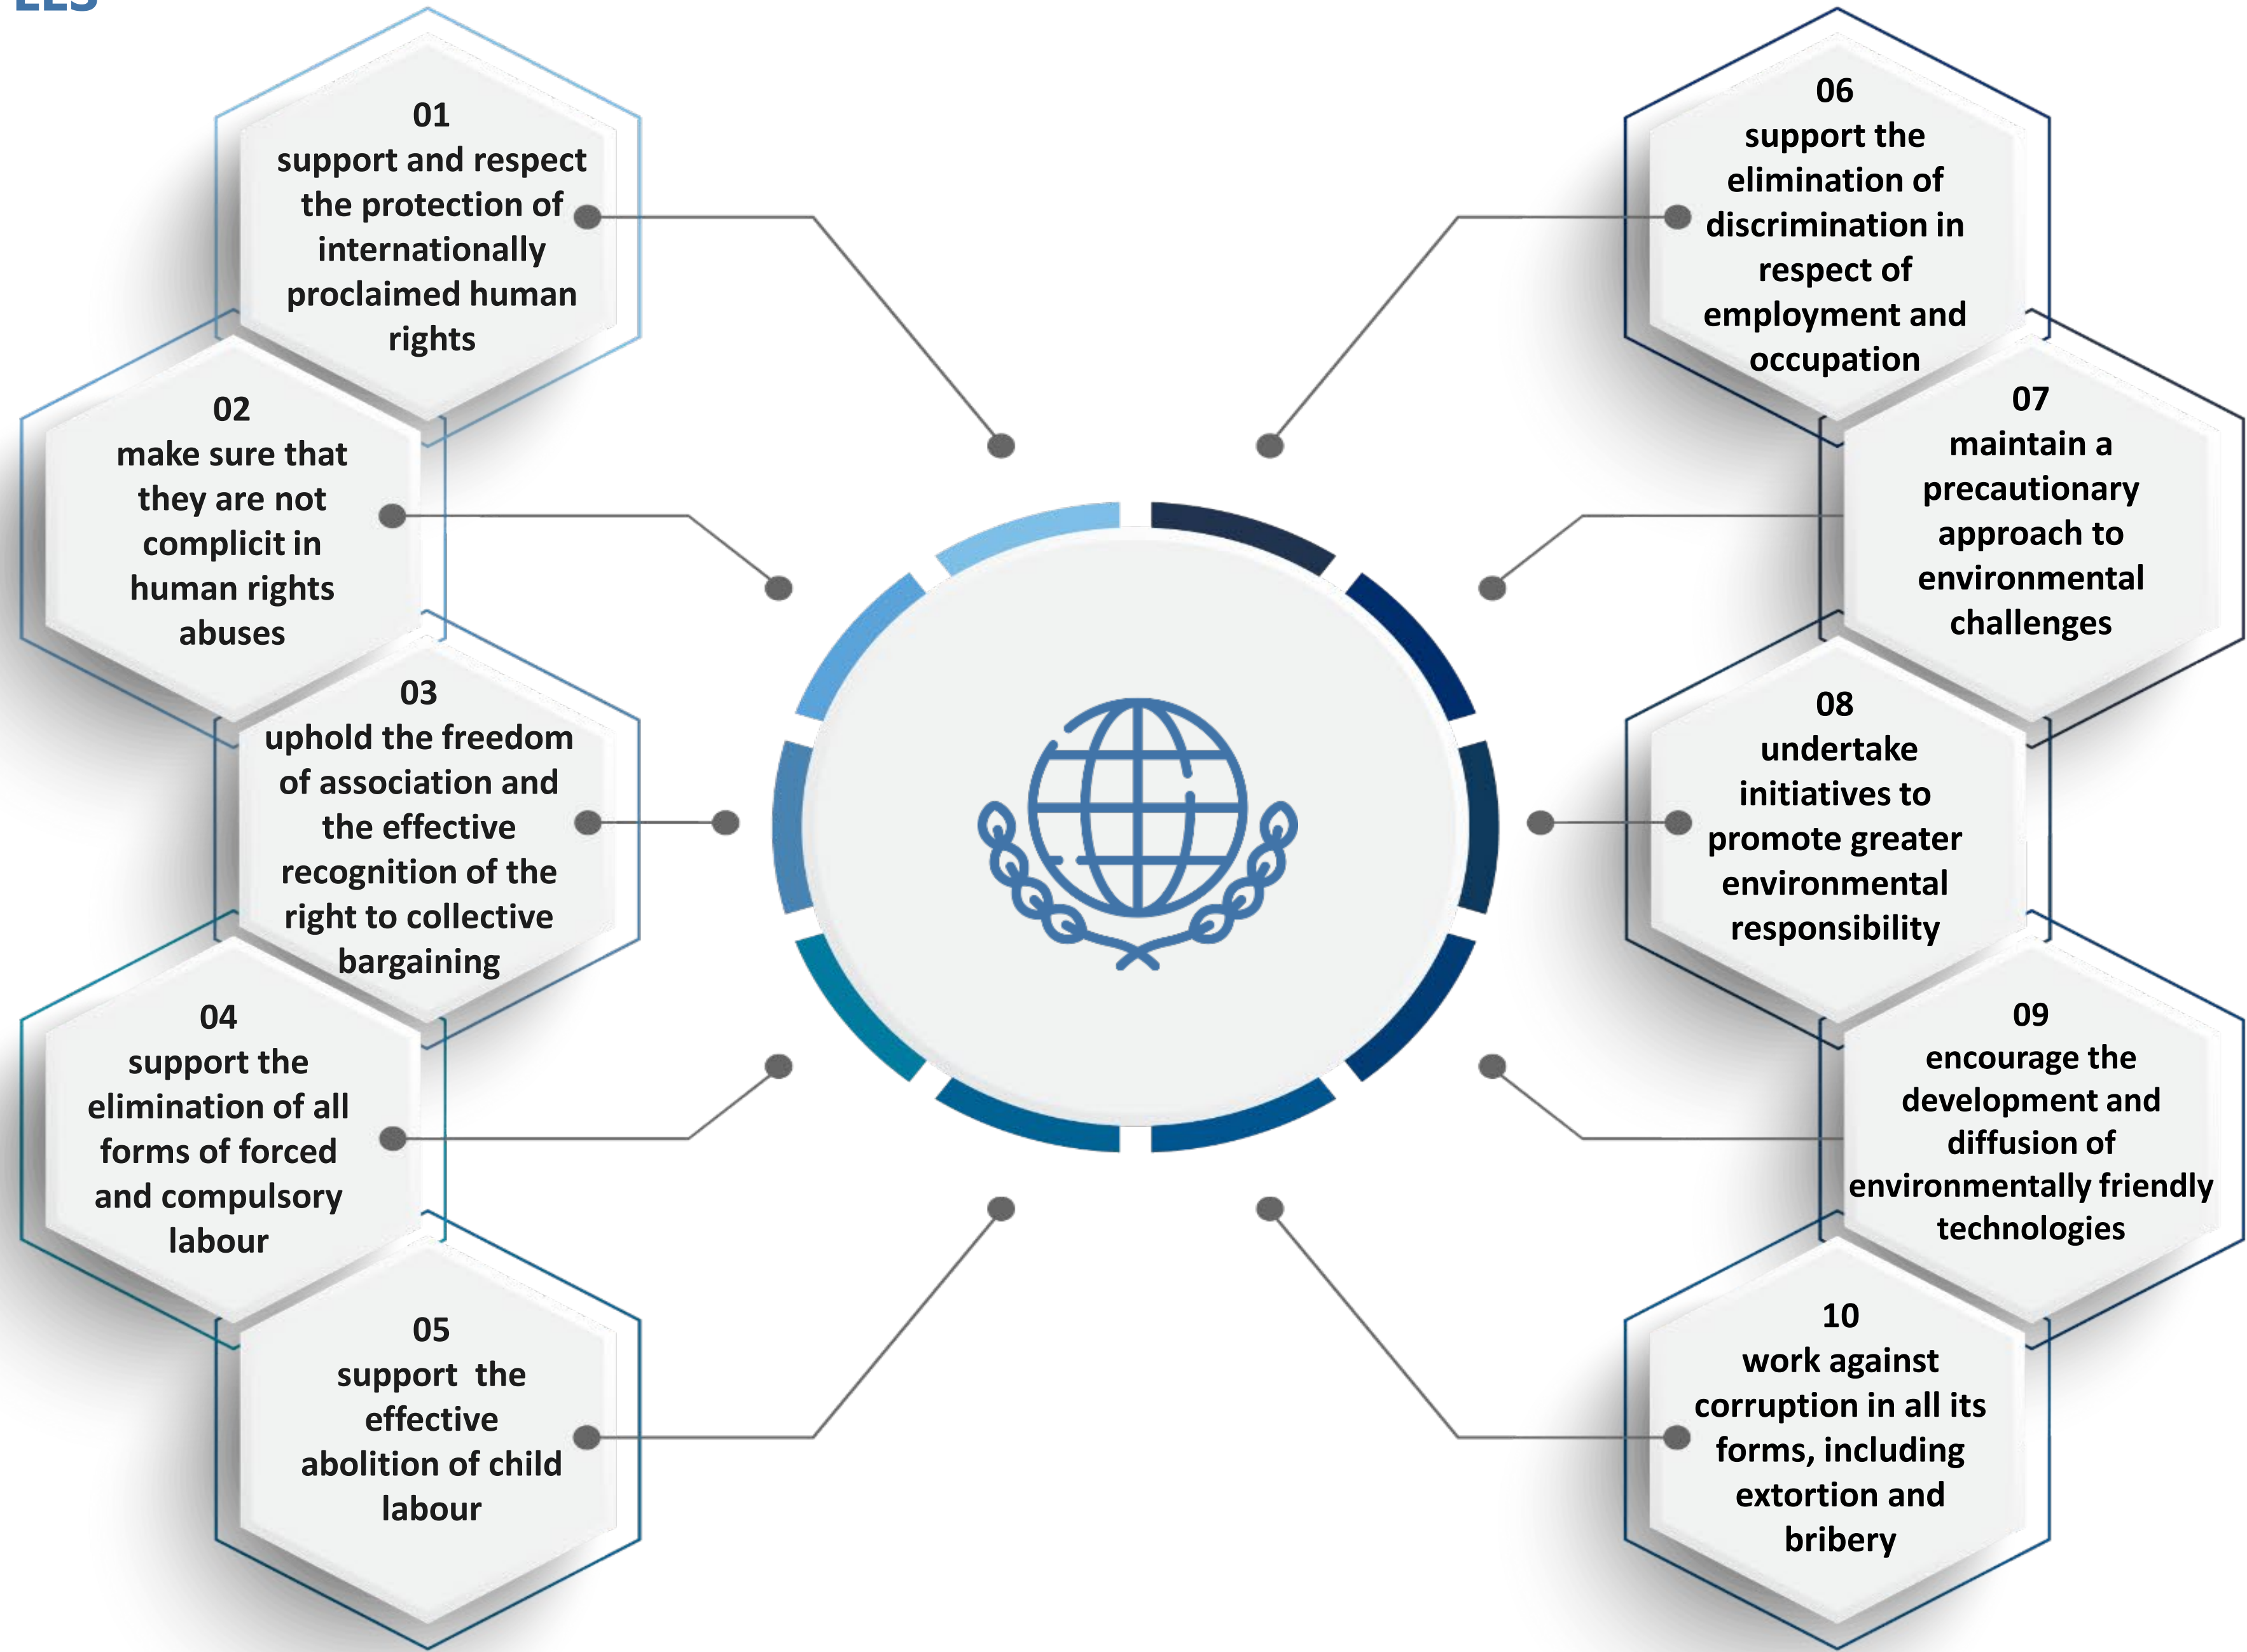 LES
01
support and respect
the protection of
internationally
proclaimed human
rights
02
make sure that
they are not
complicit in
human rights
abuses
03
uphold the freedom
of association and
the effective
recognition of the
right to collective
bargaining
04
support the
elimination of all
forms of forced
and compulsory
labour
05
support  the
effective
abolition of child
labour
06
support the
elimination of
discrimination in
respect of
employment and
occupation
07
maintain a
precautionary
approach to
environmental
challenges
08
undertake
initiatives to
promote greater
environmental
responsibility
09
encourage the
development and
diffusion of
environmentally friendly
technologies
10
work against
corruption in all its
forms, including
extortion and
bribery